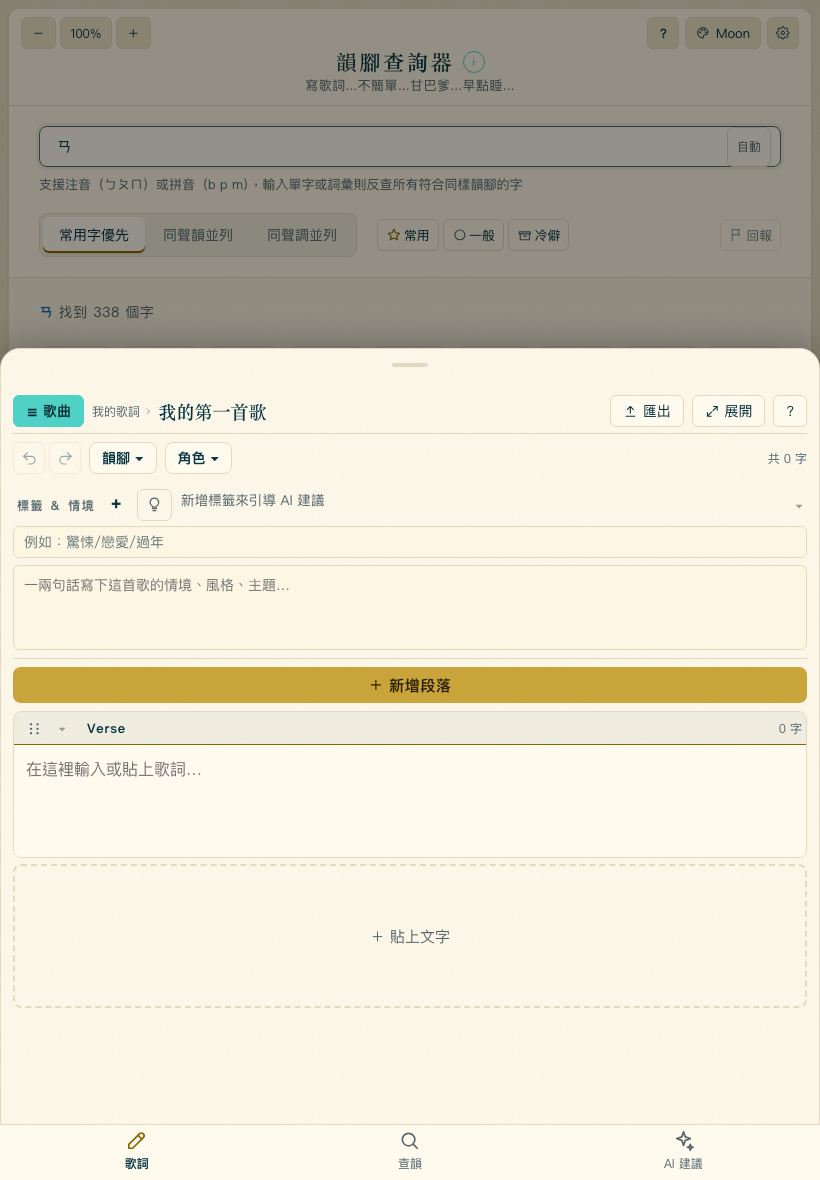 − 100% + ? Moon
韻腳查詢器 i
寫歌詞...不簡單...甘巴爹...早點睡...
ㄢ 自動
支援注音（ㄅㄆㄇ）或拼音（b p m)，輸入單字或詞彙則反查所有符合同樣韻腳的字
常用字優先 同聲韻並列 同聲調並列 常用 一般 冷僻 回報
ㄢ 找到 338 個字
歌曲 我的歌詞 › 我的第一首歌 匯出 展開 ?
韻腳 角色 共 0 字
標籤 & 情境 + 新增標籤來引導 AI 建議
例如：驚悚/戀愛/過年
一兩句話寫下這首歌的情境、風格、主題...
+ 新增段落
Verse 0 字
在這裡輸入或貼上歌詞...
+ 貼上文字
歌詞 查韻 AI 建議